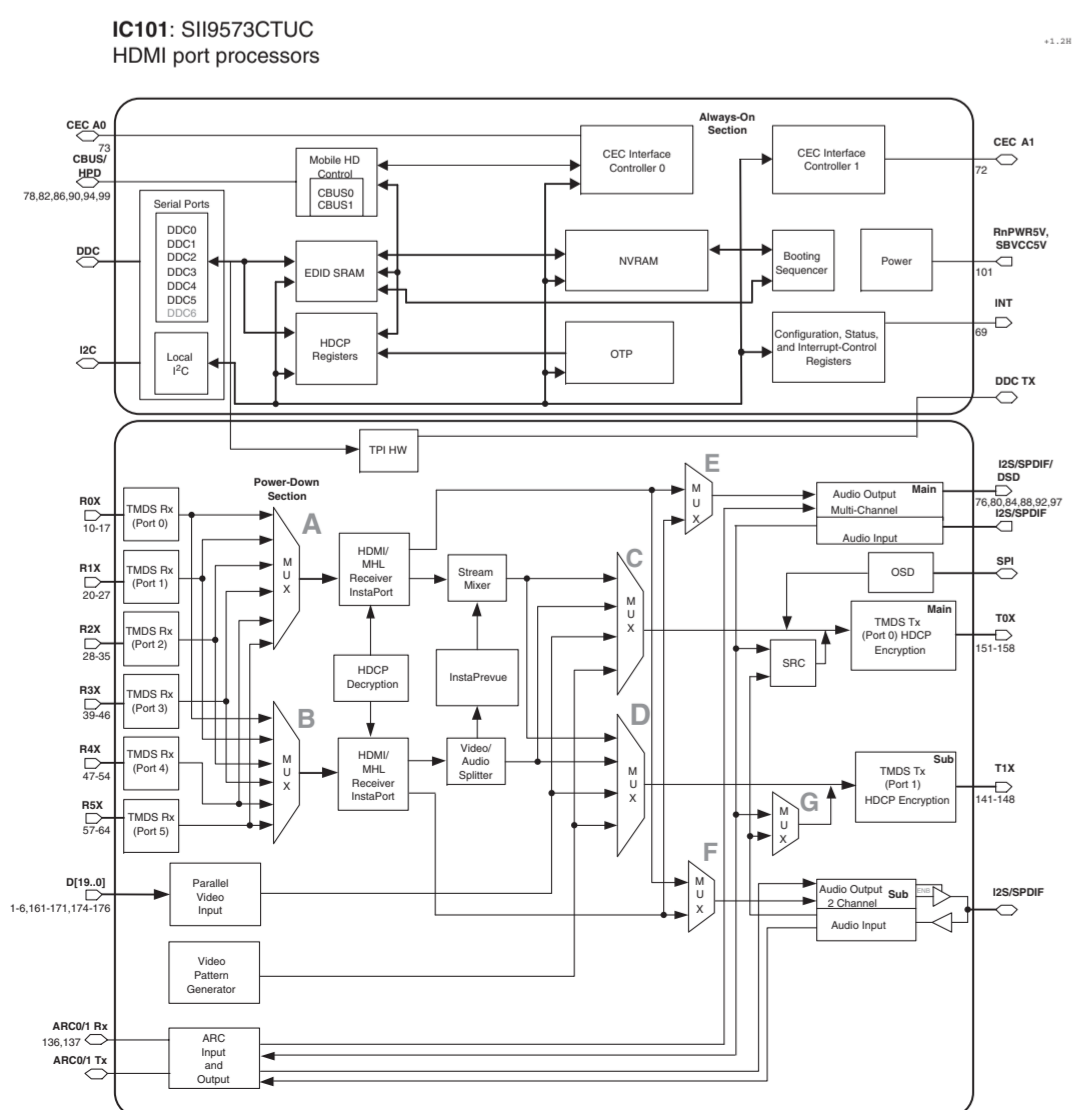 IC101: SII9573CTUC
HDMI port processors
+1.2H
CEC A0
73
CBUS/
HPD
78,82,86,90,94,99
DDC
I2C
Serial Ports
DDC0
DDC1
DDC2
DDC3
DDC4
DDC5
DDC6
Local
I2C
Mobile HD
Control
CBUS0
CBUS1
EDID SRAM
HDCP
Registers
CEC Interface
Controller 0
NVRAM
OTP
Always-On
Section
CEC Interface
Controller 1
Booting
Sequencer
Power
Configuration, Status,
and Interrupt-Control
Registers
CEC A1
72
RnPWR5V,
SBVCC5V
101
INT
69
DDC TX
TPI HW
Power-Down
Section
R0X
10-17
TMDS Rx
(Port 0)
R1X
20-27
TMDS Rx
(Port 1)
R2X
28-35
TMDS Rx
(Port 2)
R3X
39-46
TMDS Rx
(Port 3)
R4X
47-54
TMDS Rx
(Port 4)
R5X
57-64
TMDS Rx
(Port 5)
D[19..0]
1-6,161-171,174-176
Parallel
Video
Input
Video
Pattern
Generator
ARC0/1 Rx
136,137
ARC0/1 Tx
ARC
Input
and
Output
A
MUX
B
MUX
HDMI/
MHL
Receiver
InstaPort
HDCP
Decryption
HDMI/
MHL
Receiver
InstaPort
Stream
Mixer
InstaPrevue
Video/
Audio
Splitter
C
MUX
D
MUX
E
MUX
F
MUX
G
MUX
SRC
Audio Output
Main
Multi-Channel
Audio Input
I2S/SPDIF/
DSD
76,80,84,88,92,97
I2S/SPDIF
OSD
SPI
Main
TMDS Tx
(Port 0) HDCP
Encryption
T0X
151-158
Sub
TMDS Tx
(Port 1)
HDCP Encryption
T1X
141-148
Audio Output
2 Channel
Sub
ENB
Audio Input
I2S/SPDIF